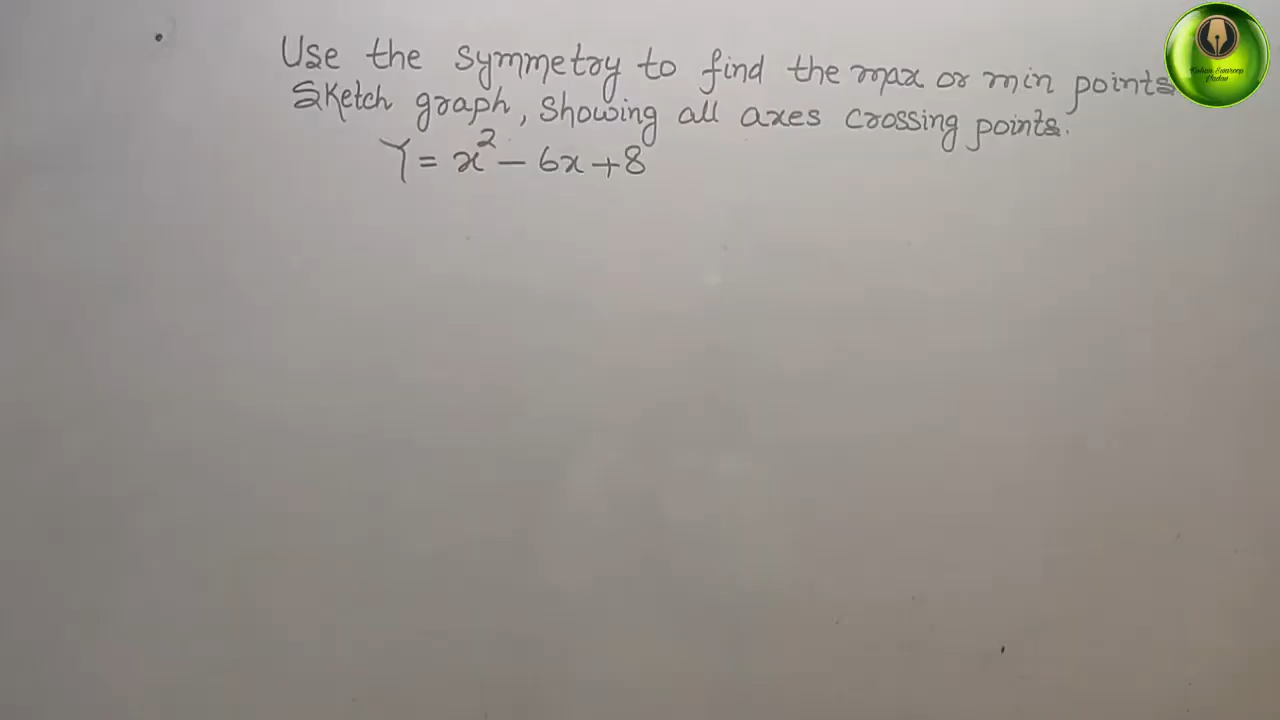 Use the symmetry to find the max or min points
Sketch graph, showing all axes crossing points.
Y = x² - 6x + 8